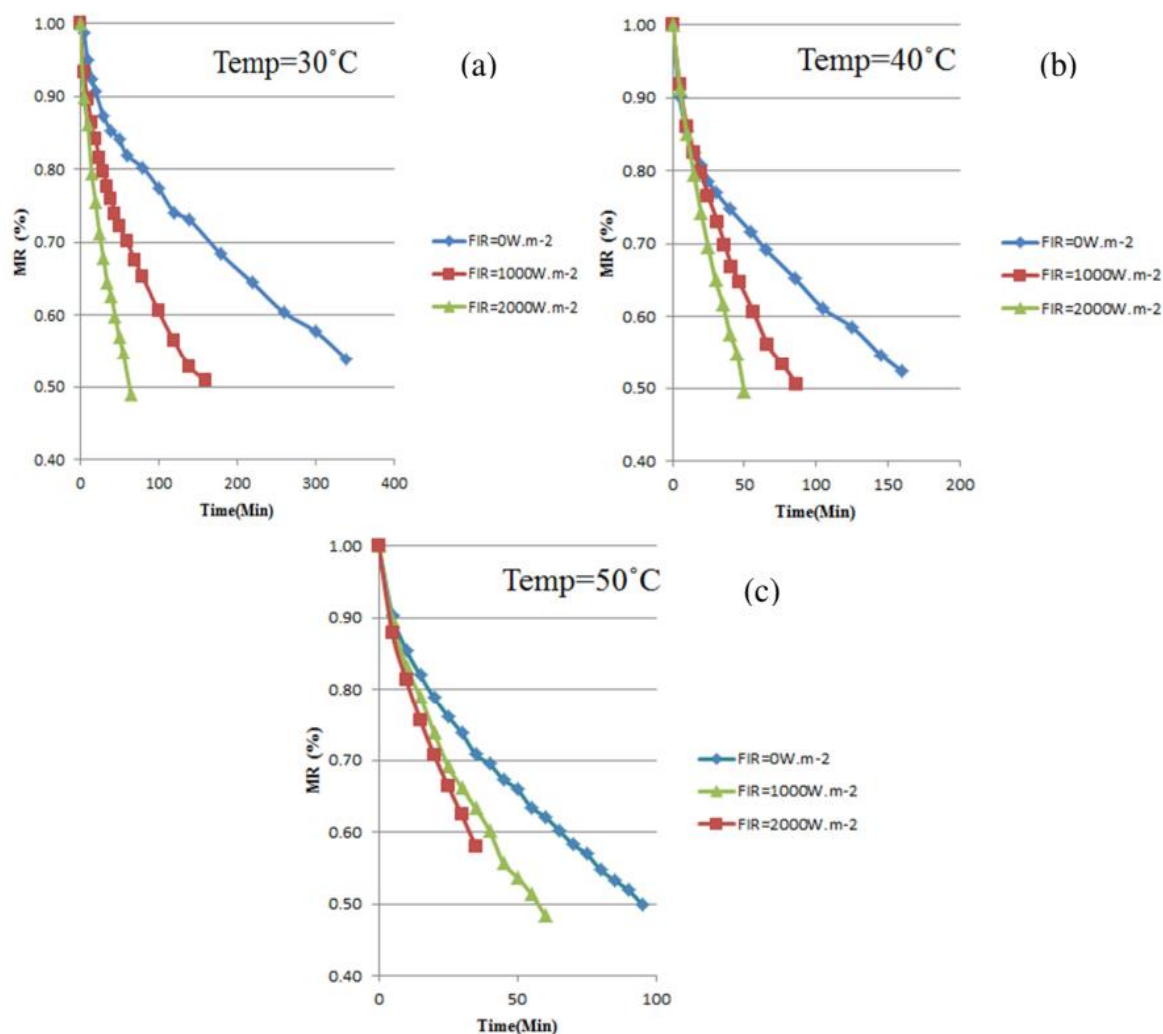 1.00
0.90
0.80
0.70
0.60
0.50
0.40
MR (%)
0 100 200 300 400
Time(Min)
Temp=30˚C
(a)
FIR=0W.m-2
FIR=1000W.m-2
FIR=2000W.m-2
1.00
0.90
0.80
0.70
0.60
0.50
0.40
MR (%)
0 50 100 150 200
Time(Min)
Temp=40˚C
(b)
FIR=0W.m-2
FIR=1000W.m-2
FIR=2000W.m-2
1.00
0.90
0.80
0.70
0.60
0.50
0.40
MR (%)
0 50 100
Time(Min)
Temp=50˚C
(c)
FIR=0W.m-2
FIR=1000W.m-2
FIR=2000W.m-2